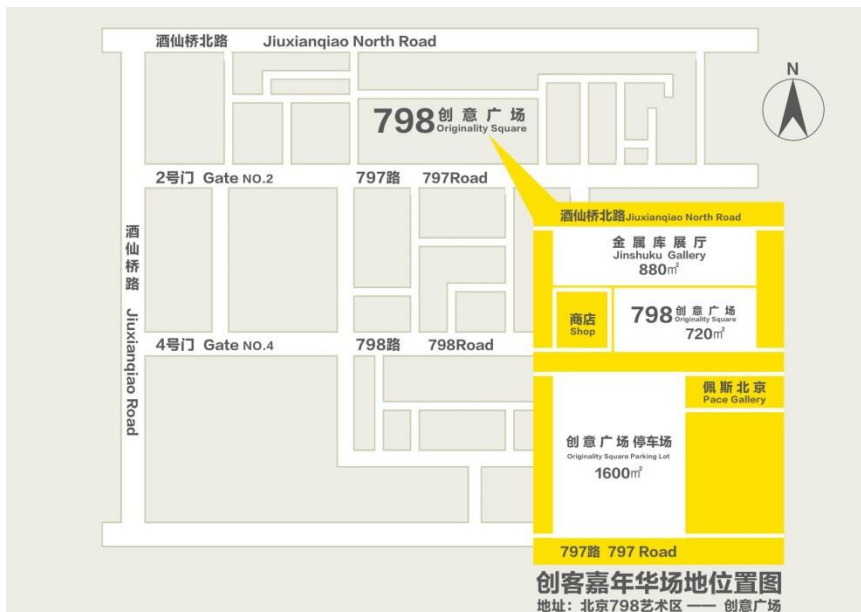 酒仙桥北路 Jiuxianqiao North Road
N
798 创意广场
Originality Square
2号门 Gate NO.2
797路 797Road
酒仙桥路 Jiuxianqiao Road
酒仙桥北路 Jiuxianqiao North Road
金属库展厅
Jinshuku Gallery
880㎡
商店
Shop
798 创意广场
Originality Square
720㎡
4号门 Gate NO.4
798路 798Road
佩斯北京
Pace Gallery
创意广场 停车场
Originality Square Parking Lot
1600㎡
797路 797 Road
创客嘉年华场地位置图
地址：北京798艺术区 —— 创意广场